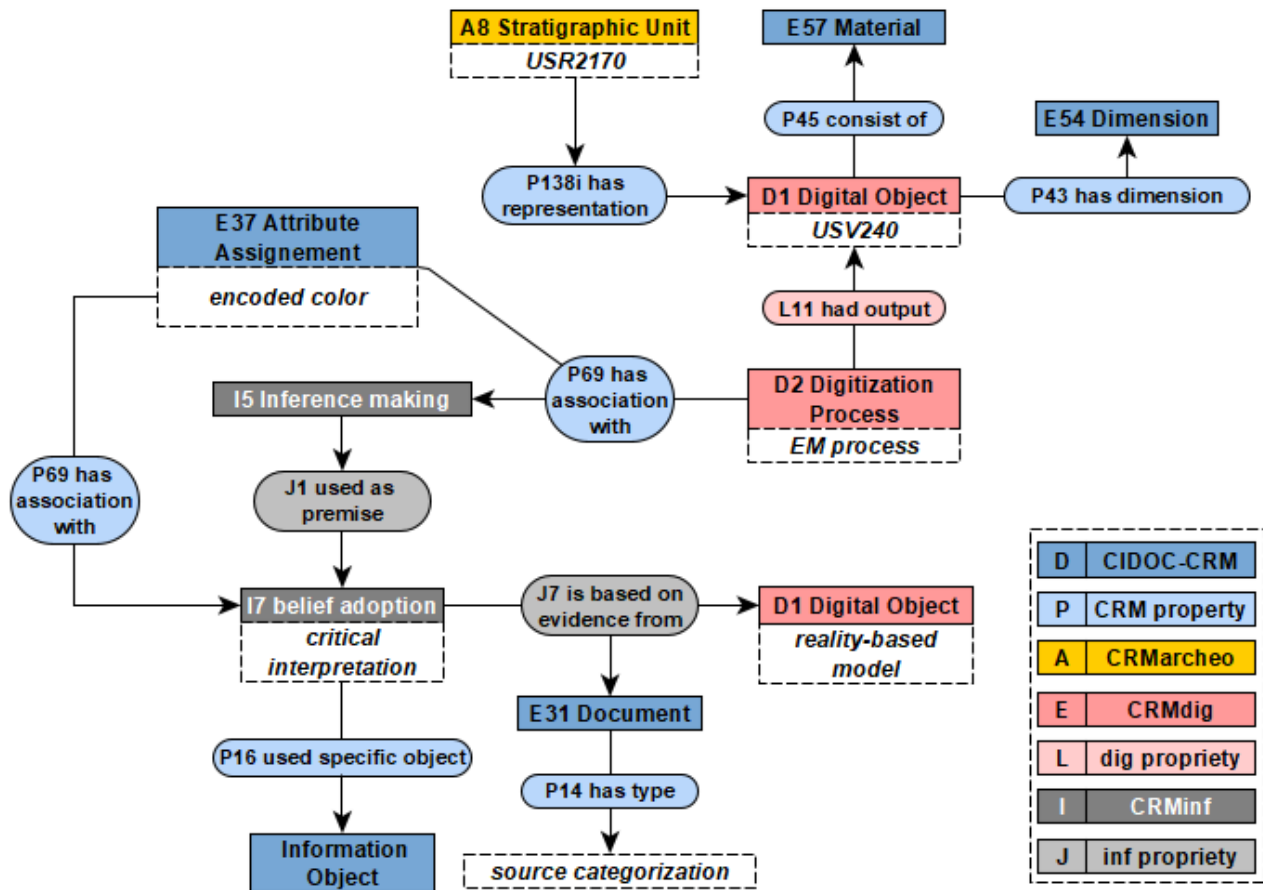 A8 Stratigraphic Unit
USR2170
E57 Material
P45 consist of
E54 Dimension
P138i has
representation
D1 Digital Object
USV240
P43 has dimension
E37 Attribute
Assignement
encoded color
L11 had output
P69 has
association
with
D2 Digitization
Process
EM process
I5 Inference making
P69 has
association
with
J1 used as
premise
I7 belief adoption
critical
interpretation
J7 is based on
evidence from
D1 Digital Object
reality-based
model
E31 Document
P16 used specific object
P14 has type
Information
Object
source categorization
D CIDOC-CRM
P CRM property
A CRMarcheo
E CRMdig
L dig propriety
I CRMinf
J inf propriety